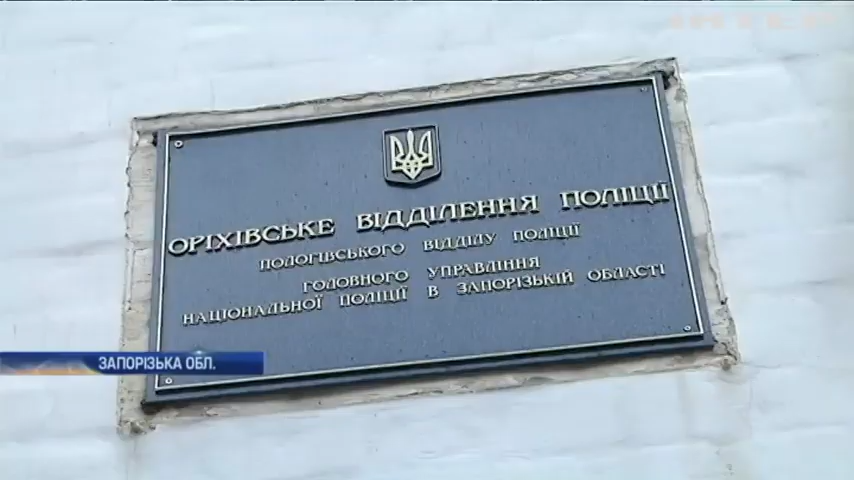 ОРІХІВСЬКЕ ВІДДІЛЕННЯ ПОЛІЦІЇ
ПОЛОГІВСЬКОГО ВІДДІЛУ ПОЛІЦІЇ
ГОЛОВНОГО УПРАВЛІННЯ
НАЦІОНАЛЬНОЇ ПОЛІЦІЇ В ЗАПОРІЗЬКІЙ ОБЛАСТІ
ЗАПОРІЗЬКА ОБЛ.